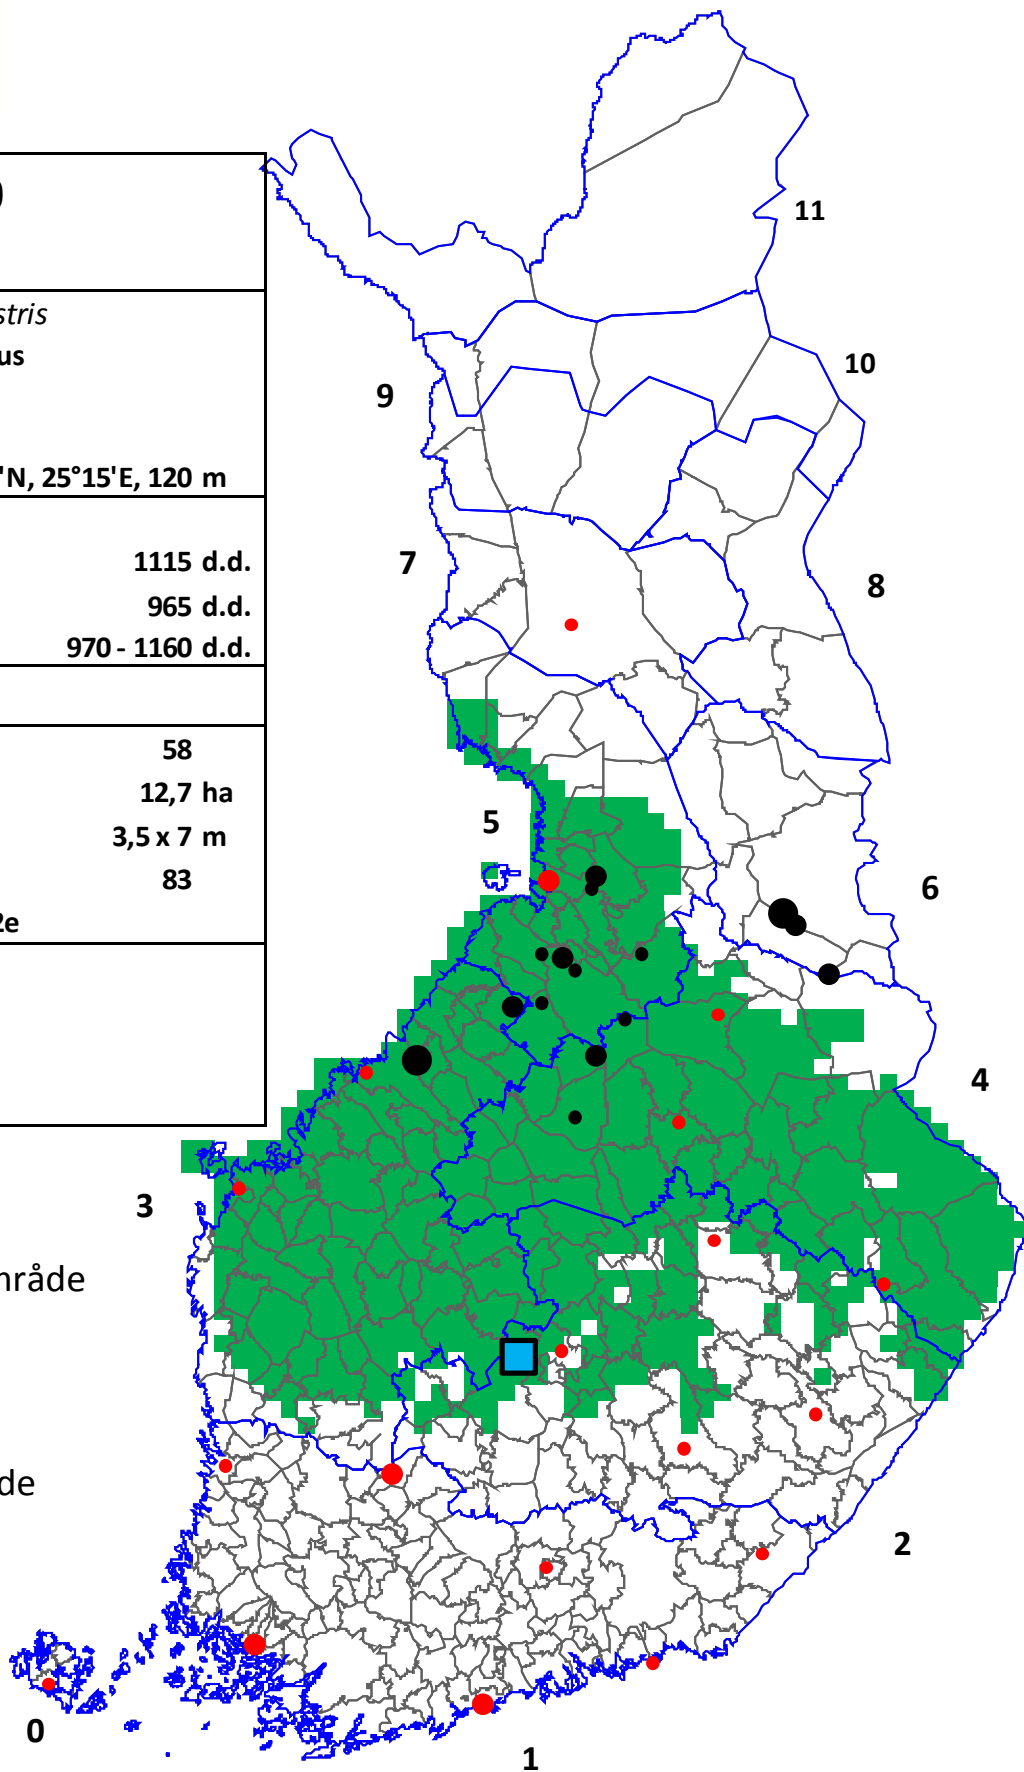 )
stris
us
'N, 25°15'E, 120 m
1115 d.d.
965 d.d.
970 - 1160 d.d.
58
12,7 ha
3,5 x 7 m
83
2e
nråde
de
11
10
9
8
7
6
5
4
3
2
1
0